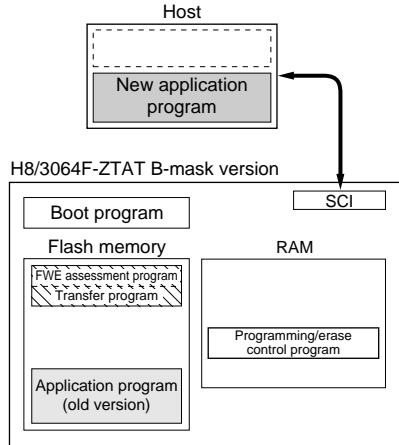 Host
New application
program
H8/3064F-ZTAT B-mask version
SCI
Boot program
Flash memory
RAM
FWE assessment program
Transfer program
Programming/erase
control program
Application program
(old version)